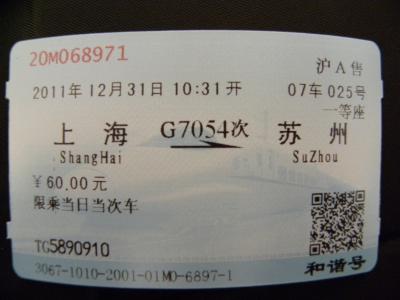 20M068971 沪A售
2011年12月31日10:31开 07车025号
一等座
上海 G7054次 苏州
ShangHai SuZhou
￥60.00元
限乘当日当次车
TG5890910
3067-1010-2001-01M0-6897-1 和谐号